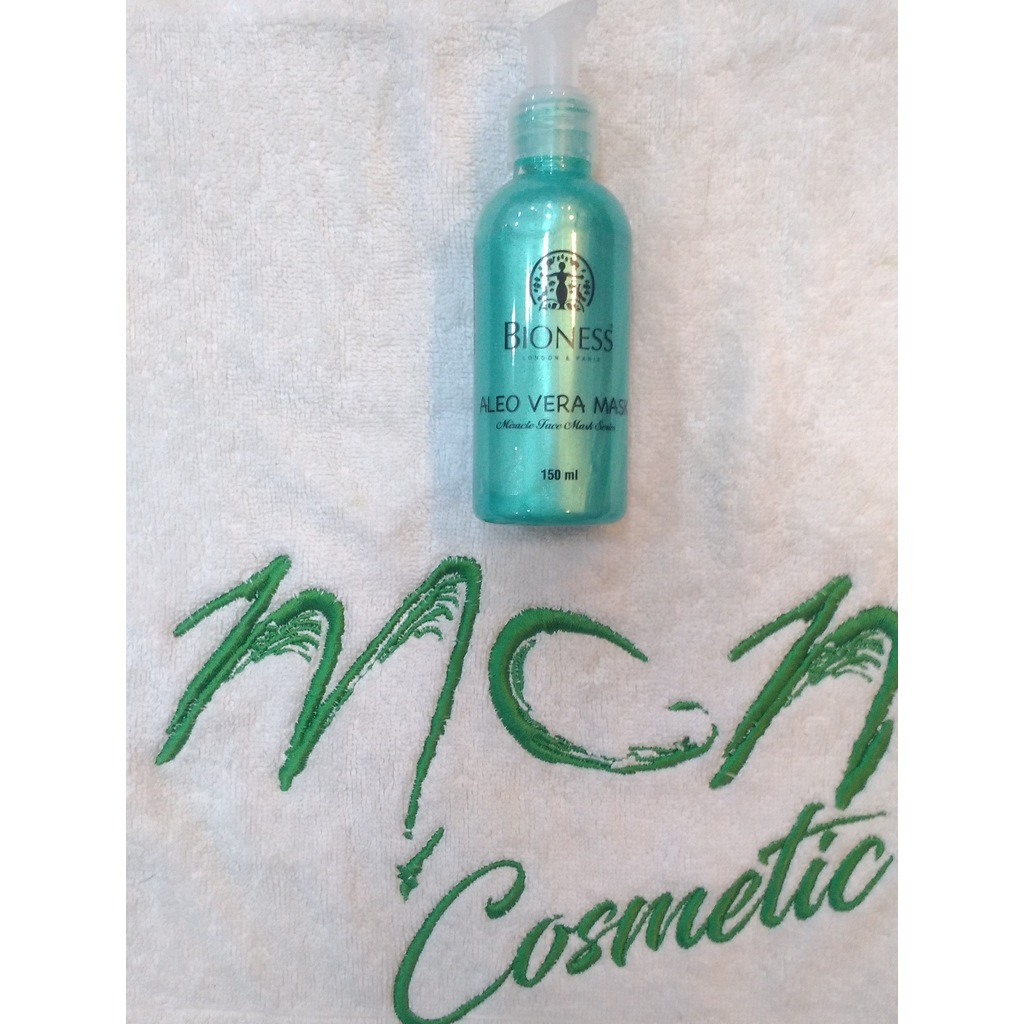 BIONESS
LONDON & PARIS
ALEO VERA MASK
Miracle Face Mask Series
150 ml
MCN
Cosmetic